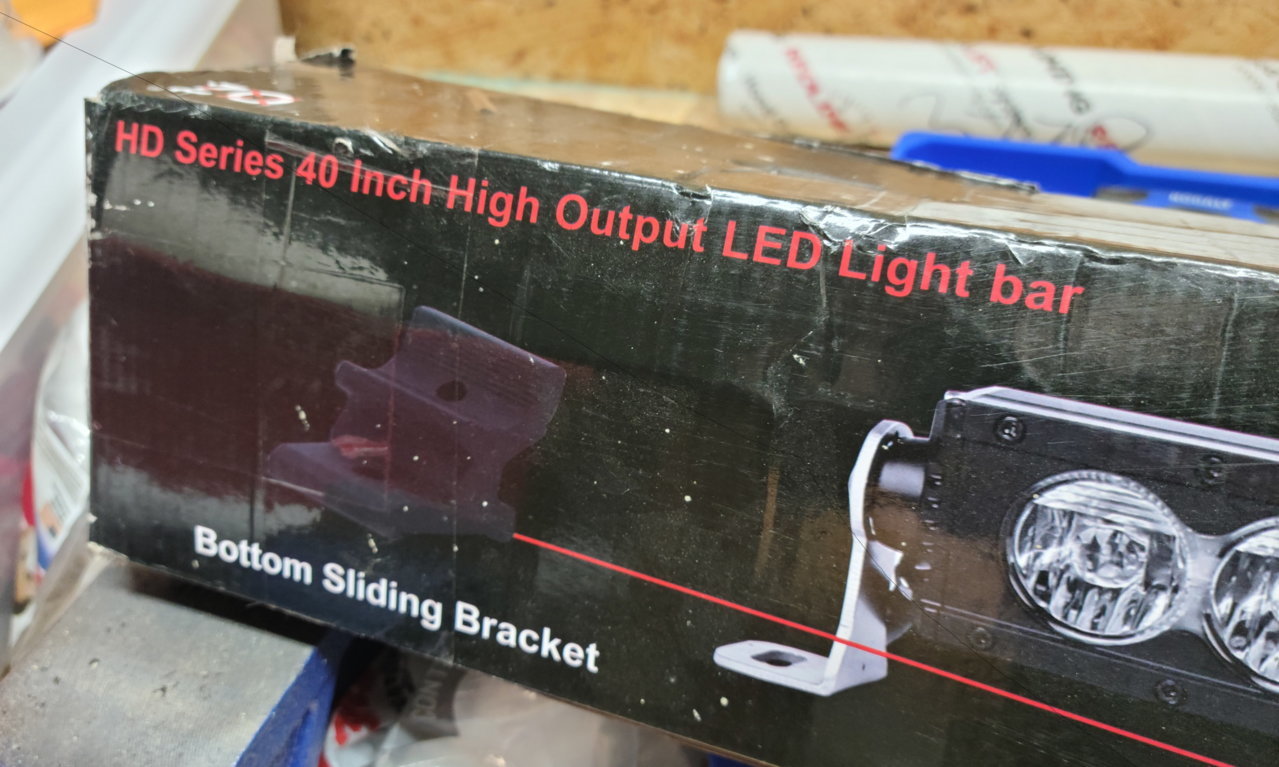 HD Series 40 Inch High Output LED Light bar
Bottom Sliding Bracket